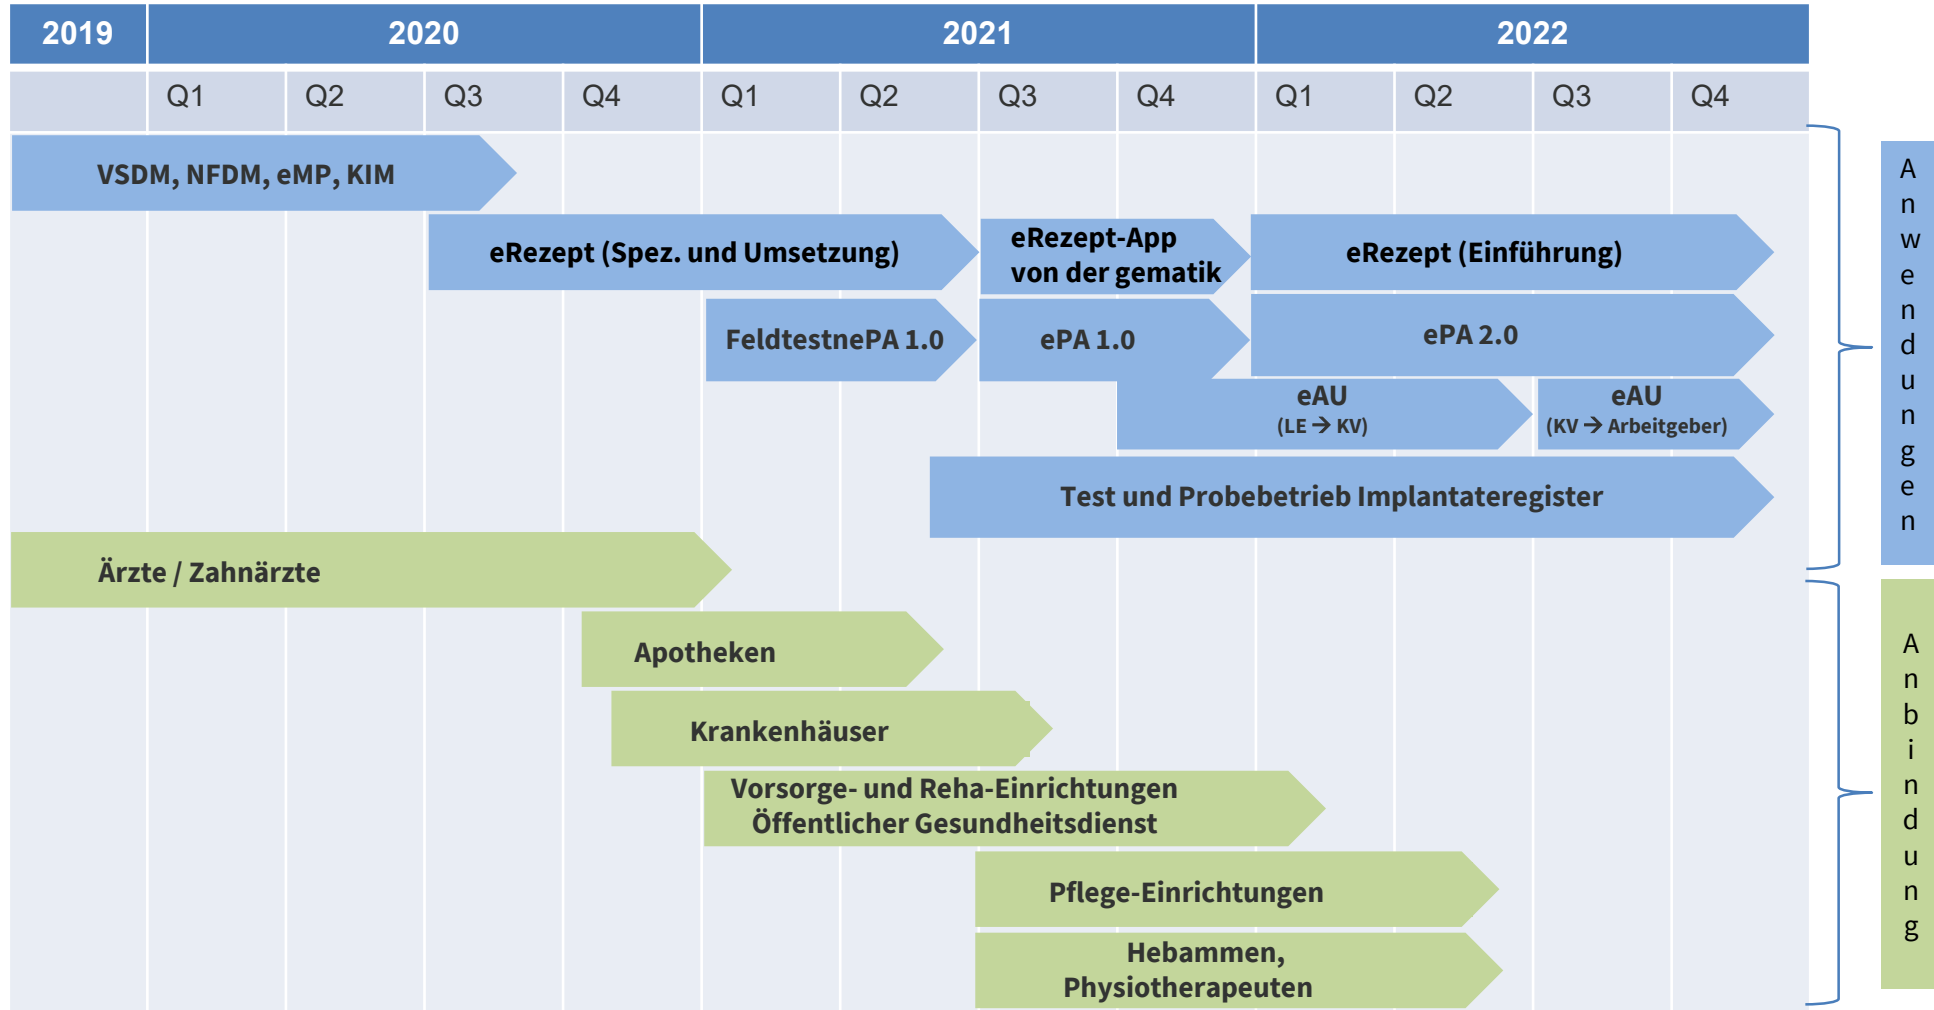 2019 2020 2021 2022
Q1 Q2 Q3 Q4 Q1 Q2 Q3 Q4 Q1 Q2 Q3 Q4
VSDM, NFDM, eMP, KIM
eRezept (Spez. und Umsetzung)
eRezept-App
von der gematik
eRezept (Einführung)
FeldtestnePA 1.0
ePA 1.0
ePA 2.0
eAU
(LE → KV)
eAU
(KV → Arbeitgeber)
Test und Probebetrieb Implantateregister
Anwendungen
Ärzte / Zahnärzte
Apotheken
Krankenhäuser
Vorsorge- und Reha-Einrichtungen
Öffentlicher Gesundheitsdienst
Pflege-Einrichtungen
Hebammen,
Physiotherapeuten
Anbindung